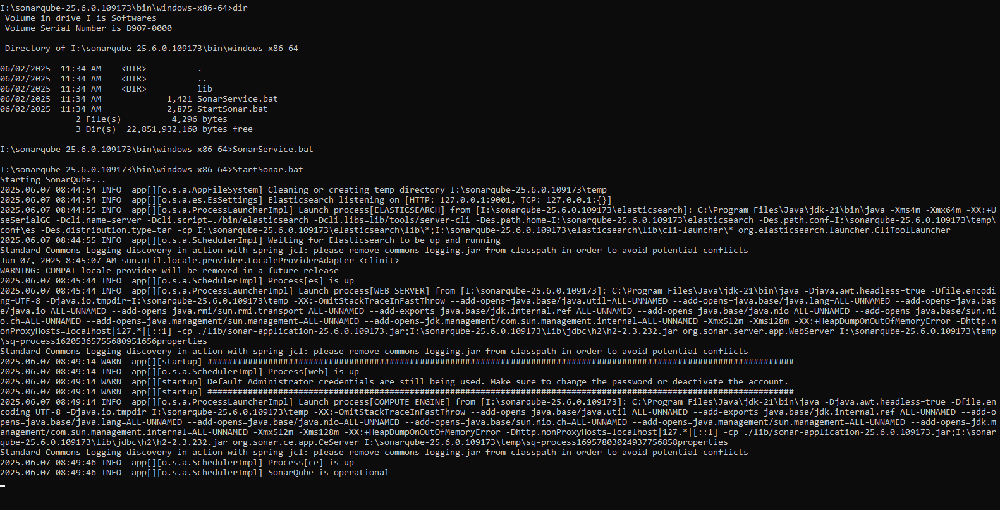 I:\sonarqube-25.6.0.109173\bin\windows-x86-64>dir
 Volume in drive I is Softwares
 Volume Serial Number is B907-0000

 Directory of I:\sonarqube-25.6.0.109173\bin\windows-x86-64

06/02/2025  11:34 AM    <DIR>          .
06/02/2025  11:34 AM    <DIR>          ..
06/02/2025  11:34 AM    <DIR>          lib
06/02/2025  11:34 AM             1,421 SonarService.bat
06/02/2025  11:34 AM             2,875 StartSonar.bat
               2 File(s)          4,296 bytes
               3 Dir(s)  22,851,932,160 bytes free

I:\sonarqube-25.6.0.109173\bin\windows-x86-64>SonarService.bat

I:\sonarqube-25.6.0.109173\bin\windows-x86-64>StartSonar.bat
Starting SonarQube...
2025.06.07 08:44:54 INFO  app[][o.s.a.AppFileSystem] Cleaning or creating temp directory I:\sonarqube-25.6.0.109173\temp
2025.06.07 08:44:54 INFO  app[][o.s.a.es.EsSettings] Elasticsearch listening on [HTTP: 127.0.0.1:9001, TCP: 127.0.0.1:{}]
2025.06.07 08:44:55 INFO  app[][o.s.a.ProcessLauncherImpl] Launch process[ELASTICSEARCH] from [I:\sonarqube-25.6.0.109173\elasticsearch]: C:\Program Files\Java\jdk-21\bin\java -Xms4m -Xmx64m -XX:+U
seSerialGC -Dcli.name=server -Dcli.script=./bin/elasticsearch -Dcli.libs=lib/tools/server-cli -Des.path.home=I:\sonarqube-25.6.0.109173\elasticsearch -Des.path.conf=I:\sonarqube-25.6.0.109173\temp\
conf\es -Des.distribution.type=tar -cp I:\sonarqube-25.6.0.109173\elasticsearch\lib\*;I:\sonarqube-25.6.0.109173\elasticsearch\lib\cli-launcher\* org.elasticsearch.launcher.CliToolLauncher
2025.06.07 08:44:55 INFO  app[][o.s.a.SchedulerImpl] Waiting for Elasticsearch to be up and running
Standard Commons Logging discovery in action with spring-jcl: please remove commons-logging.jar from classpath in order to avoid potential conflicts
Jun 07, 2025 8:45:07 AM sun.util.locale.provider.LocaleProviderAdapter <clinit>
WARNING: COMPAT locale provider will be removed in a future release
2025.06.07 08:45:44 INFO  app[][o.s.a.SchedulerImpl] Process[es] is up
2025.06.07 08:45:44 INFO  app[][o.s.a.ProcessLauncherImpl] Launch process[WEB_SERVER] from [I:\sonarqube-25.6.0.109173]: C:\Program Files\Java\jdk-21\bin\java -Djava.awt.headless=true -Dfile.encodi
ng=UTF-8 -Djava.io.tmpdir=I:\sonarqube-25.6.0.109173\temp -XX:-OmitStackTraceInFastThrow --add-opens=java.base/java.util=ALL-UNNAMED --add-opens=java.base/java.lang=ALL-UNNAMED --add-opens=java.bas
e/java.io=ALL-UNNAMED --add-opens=java.rmi/sun.rmi.transport=ALL-UNNAMED --add-exports=java.base/jdk.internal.ref=ALL-UNNAMED --add-opens=java.base/java.nio=ALL-UNNAMED --add-opens=java.base/sun.ni
o.ch=ALL-UNNAMED --add-opens=java.management/sun.management=ALL-UNNAMED --add-opens=jdk.management/com.sun.management.internal=ALL-UNNAMED -Xmx512m -Xms128m -XX:+HeapDumpOnOutOfMemoryError -Dhttp.n
onProxyHosts=localhost|127.*|[::1] -cp ./lib/sonar-application-25.6.0.109173.jar;I:\sonarqube-25.6.0.109173\lib\jdbc\h2\h2-2.3.232.jar org.sonar.server.app.WebServer I:\sonarqube-25.6.0.109173\temp
\sq-process16205365755680951656properties
Standard Commons Logging discovery in action with spring-jcl: please remove commons-logging.jar from classpath in order to avoid potential conflicts
2025.06.07 08:49:14 WARN  app[][startup] ####################################################################################################################
2025.06.07 08:49:14 INFO  app[][o.s.a.SchedulerImpl] Process[web] is up
2025.06.07 08:49:14 WARN  app[][startup] Default Administrator credentials are still being used. Make sure to change the password or deactivate the account.
2025.06.07 08:49:14 WARN  app[][startup] ####################################################################################################################
2025.06.07 08:49:14 INFO  app[][o.s.a.ProcessLauncherImpl] Launch process[COMPUTE_ENGINE] from [I:\sonarqube-25.6.0.109173]: C:\Program Files\Java\jdk-21\bin\java -Djava.awt.headless=true -Dfile.en
coding=UTF-8 -Djava.io.tmpdir=I:\sonarqube-25.6.0.109173\temp -XX:-OmitStackTraceInFastThrow --add-opens=java.base/java.util=ALL-UNNAMED --add-exports=java.base/jdk.internal.ref=ALL-UNNAMED --add-o
pens=java.base/java.lang=ALL-UNNAMED --add-opens=java.base/java.nio=ALL-UNNAMED --add-opens=java.base/sun.nio.ch=ALL-UNNAMED --add-opens=java.management/sun.management=ALL-UNNAMED --add-opens=jdk.m
anagement/com.sun.management.internal=ALL-UNNAMED -Xmx512m -Xms128m -XX:+HeapDumpOnOutOfMemoryError -Dhttp.nonProxyHosts=localhost|127.*|[::1] -cp ./lib/sonar-application-25.6.0.109173.jar;I:\sonar
qube-25.6.0.109173\lib\jdbc\h2\h2-2.3.232.jar org.sonar.ce.app.CeServer I:\sonarqube-25.6.0.109173\temp\sq-process16957803024937756858properties
Standard Commons Logging discovery in action with spring-jcl: please remove commons-logging.jar from classpath in order to avoid potential conflicts
2025.06.07 08:49:46 INFO  app[][o.s.a.SchedulerImpl] Process[ce] is up
2025.06.07 08:49:46 INFO  app[][o.s.a.SchedulerImpl] SonarQube is operational